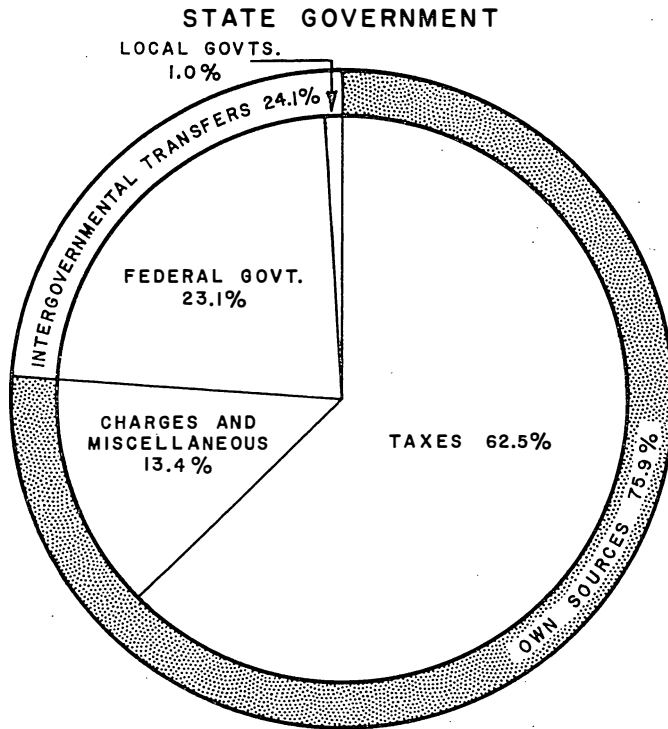 STATE GOVERNMENT
LOCAL GOVTS.
1.0%
INTERGOVERNMENTAL TRANSFERS 24.1%
FEDERAL GOVT.
23.1%
CHARGES AND
MISCELLANEOUS
13.4%
TAXES 62.5%
OWN SOURCES 75.9%